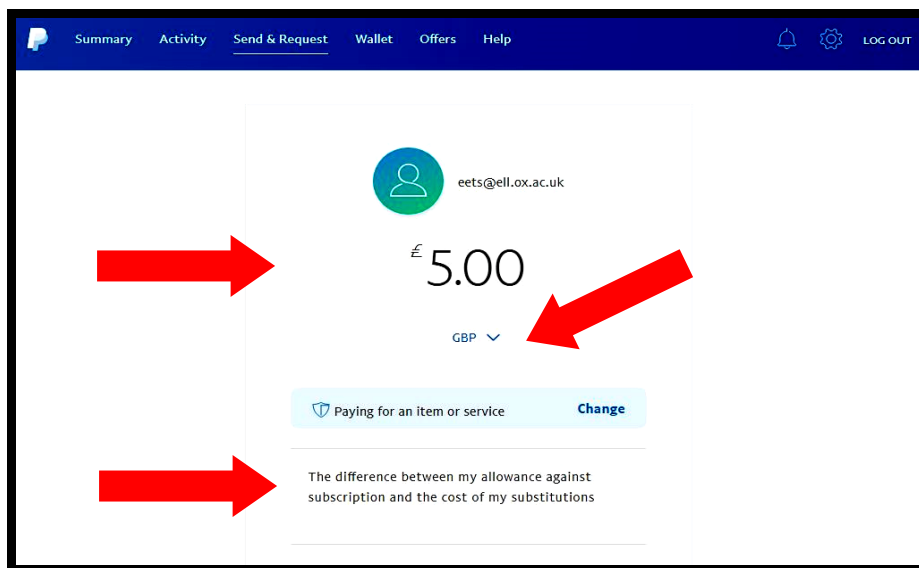 Summary Activity Send & Request Wallet Offers Help LOG OUT
eets@ell.ox.ac.uk
£5.00
GBP
Paying for an item or service Change
The difference between my allowance against
subscription and the cost of my substitutions